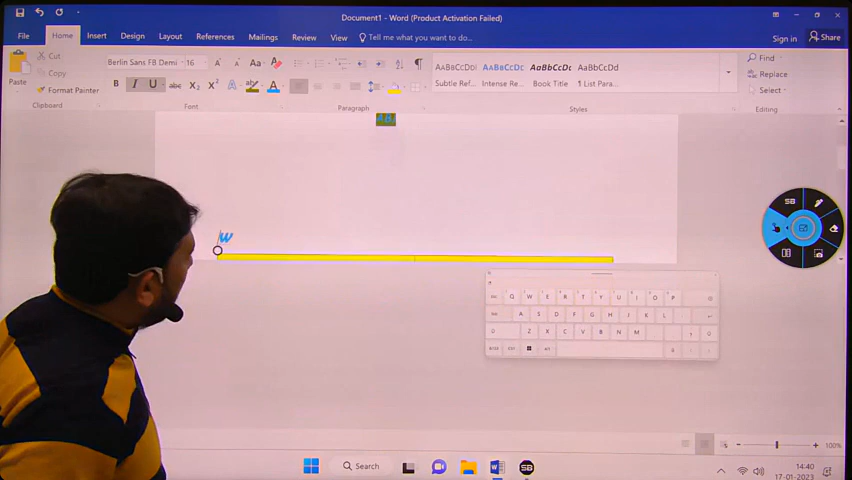 Document1 - Word (Product Activation Failed)
File Home Insert Design Layout References Mailings Review View Tell me what you want to do... Sign in Share
Paste Cut Copy Format Painter
Clipboard
Berlin Sans FB Demi 16
Font
Paragraph
AaBbCcDc AaBbCcDc AaBbCcDc AaBbCcDd
Subtle Ref... Intense Re... Book Title 1 List Para...
Styles
Find
Replace
Select
Editing
AB
W
SB
Q W E R T Y U I O P
A S D F G H J K L
Z X C V B N M
100%
Search
SB
14:40
17-01-2023